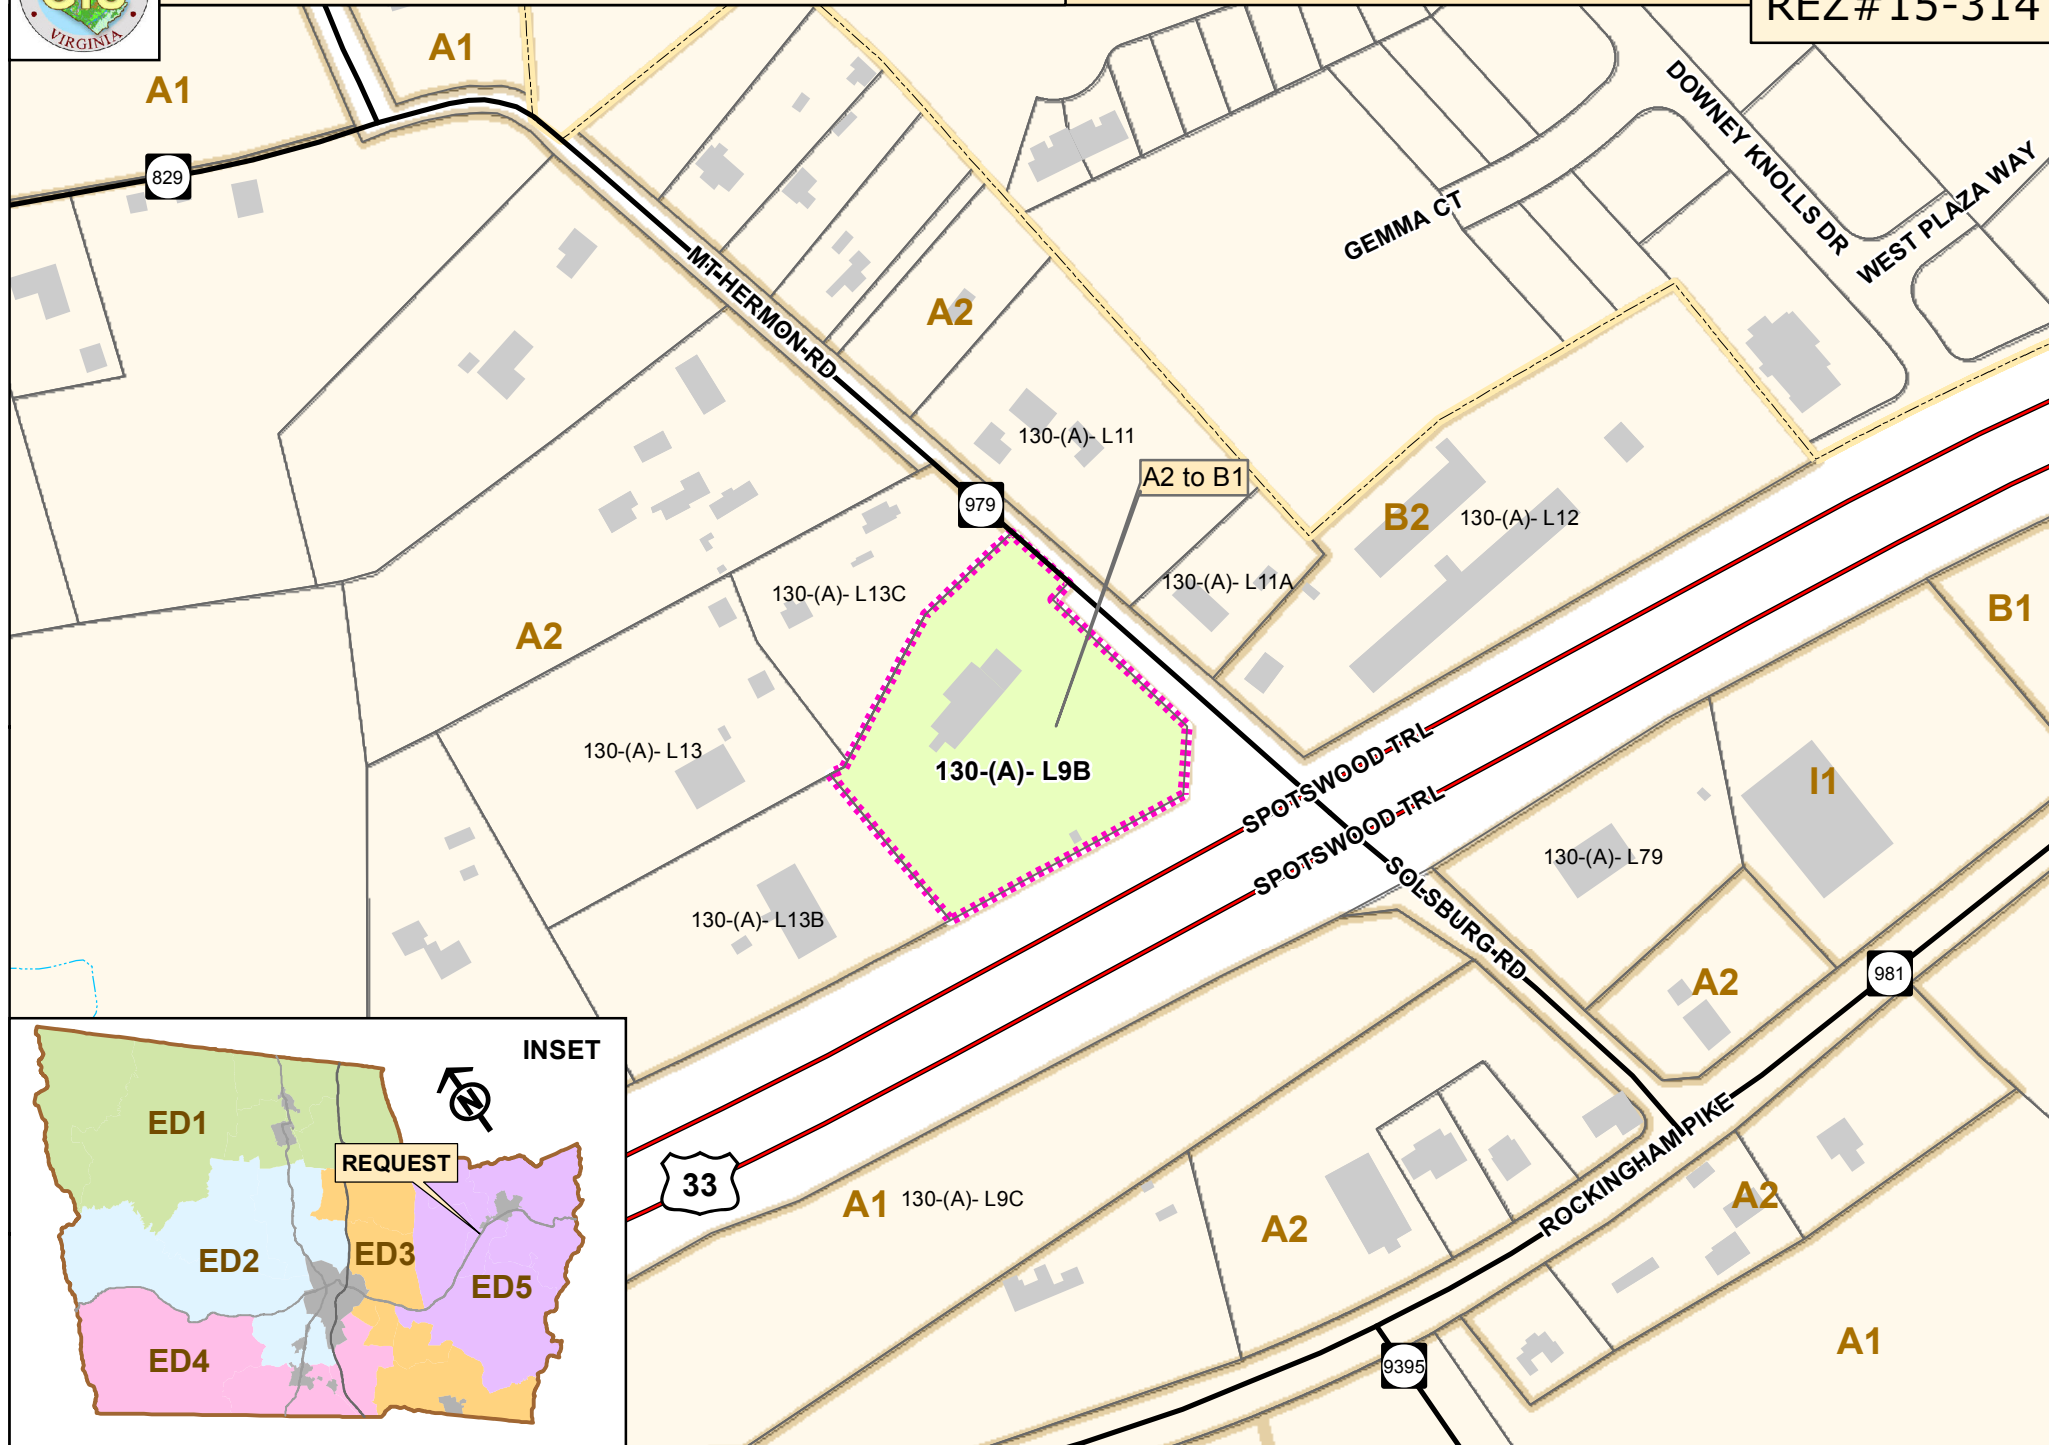 GIS
VIRGINIA
REZ#15-314
A1
A1
829
DOWNEY KNOLLS DR
WEST PLAZA WAY
GEMMA CT
MT HERMON RD
A2
130-(A)- L11
A2 to B1
979
B2
130-(A)- L12
130-(A)- L11A
130-(A)- L13C
B1
A2
130-(A)- L13
130-(A)- L9B
SPOTSWOOD TRL
SPOTSWOOD TRL
I1
130-(A)- L79
SOLSBURG RD
130-(A)- L13B
A2
981
ROCKINGHAM PIKE
33
A1
130-(A)- L9C
A2
A2
A1
9395
INSET
N
ED1
REQUEST
ED2
ED3
ED5
ED4